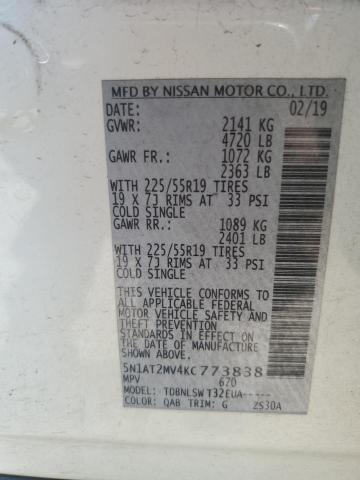 MFD BY NISSAN MOTOR CO., LTD.
DATE: 02/19
GVWR: 2141 KG
4720 LB
GAWR FR.: 1072 KG
2363 LB
WITH 225/55R19 TIRES
19 X 7J RIMS AT 33 PSI
COLD SINGLE
GAWR RR.: 1089 KG
2401 LB
WITH 225/55R19 TIRES
19 X 7J RIMS AT 33 PSI
COLD SINGLE
THIS VEHICLE CONFORMS TO
ALL APPLICABLE FEDERAL
MOTOR VEHICLE SAFETY AND
THEFT PREVENTION
STANDARDS IN EFFECT ON
THE DATE OF MANUFACTURE
SHOWN ABOVE.
5N1AT2MV4KC773838
MPV 670
MODEL: TDBNLSW T32EUA-----
COLOR: QAB TRIM: G ZS30A